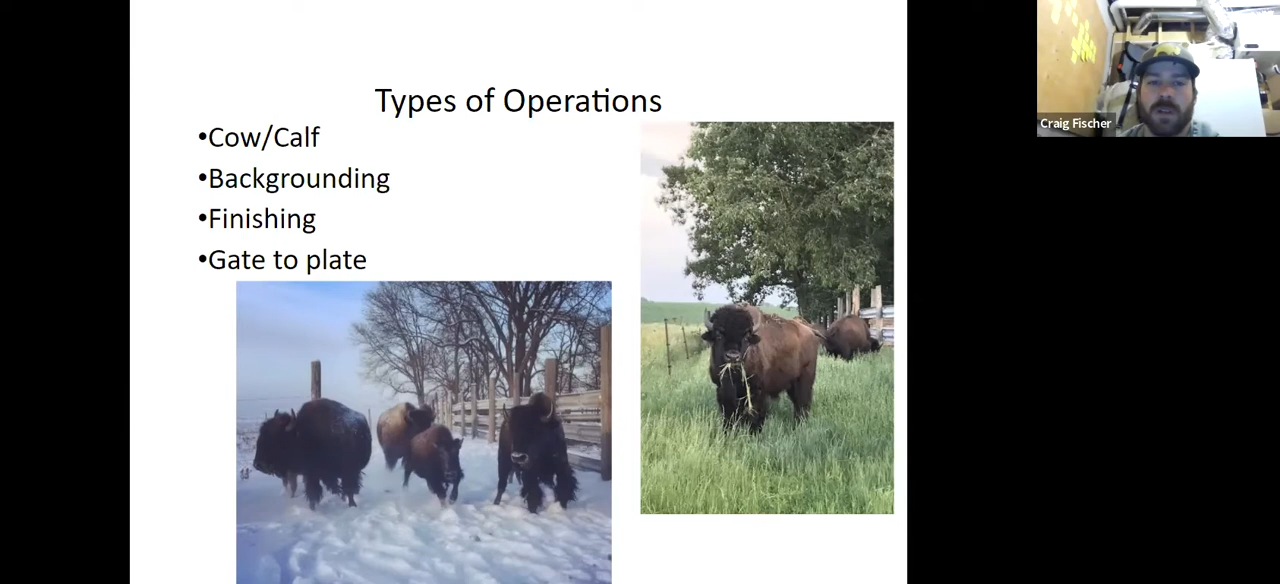 Types of Operations
•Cow/Calf
•Backgrounding
•Finishing
•Gate to plate
Craig Fischer